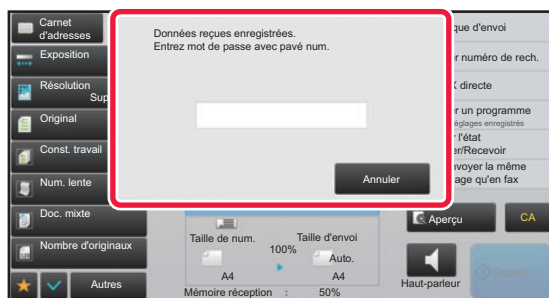 Carnet
d'adresses
Exposition
Résolution
Sup
Original
Const. travail
Num. lente
Doc. mixte
Nombre d'originaux
Autres
Données reçues enregistrées.
Entrez mot de passe avec pavé num.
Annuler
que d'envoi
r numéro de rech.
X directe
r un programme
églages enregistrés
r l'état
er/Recevoir
nvoyer la même
age qu'en fax
Aperçu
CA
Taille de num.
100%
Taille d'envoi
Auto.
A4
A4
Mémoire réception : 50%
Haut-parleur
Départ